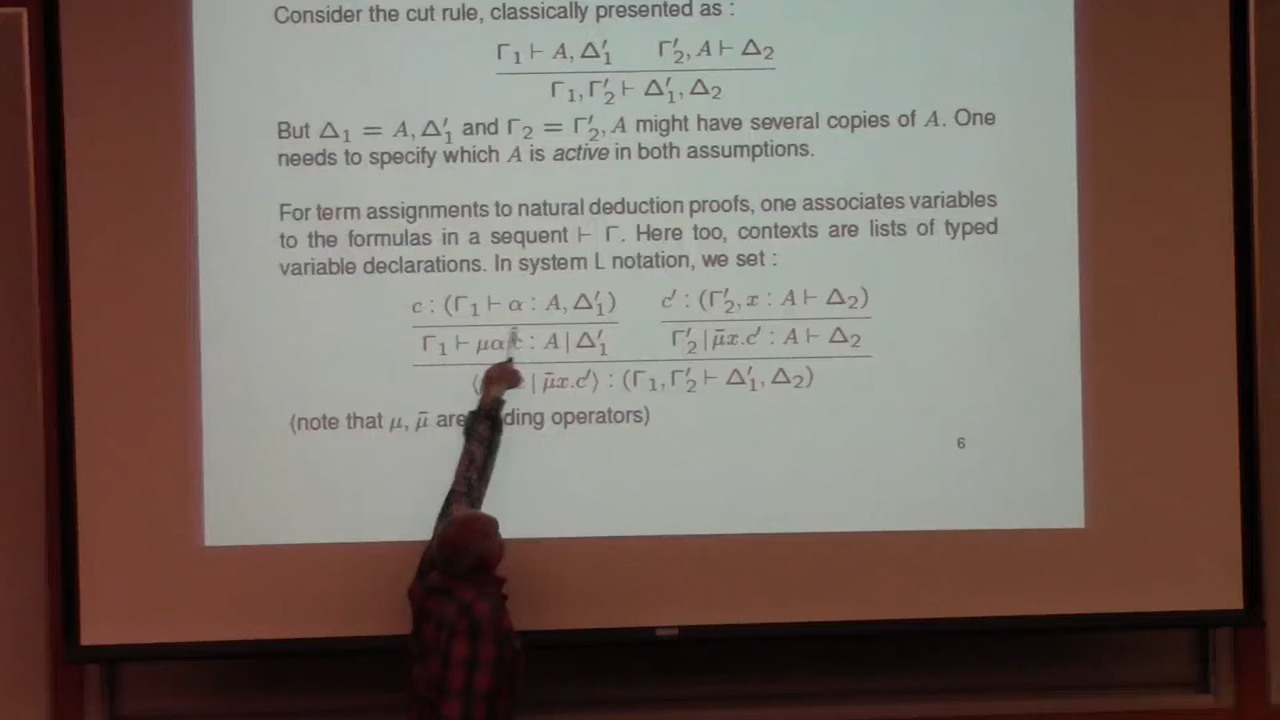 Consider the cut rule, classically presented as :
Γ₁ ⊢ A, Δ′₁    Γ′₂, A ⊢ Δ₂
Γ₁, Γ′₂ ⊢ Δ′₁, Δ₂
But Δ₁ = A, Δ′₁ and Γ₂ = Γ′₂, A might have several copies of A. One
needs to specify which A is active in both assumptions.
For term assignments to natural deduction proofs, one associates variables
to the formulas in a sequent ⊢ Γ. Here too, contexts are lists of typed
variable declarations. In system L notation, we set :
c : (Γ₁ ⊢ α : A, Δ′₁)    c′ : (Γ′₂, x : A ⊢ Δ₂)
Γ₁ ⊢ μα.c : A | Δ′₁    Γ′₂ | μ̄x.c′ : A ⊢ Δ₂
⟨ | μ̄x.c′⟩ : (Γ₁, Γ′₂ ⊢ Δ′₁, Δ₂)
(note that μ, μ̄ are operators)
6